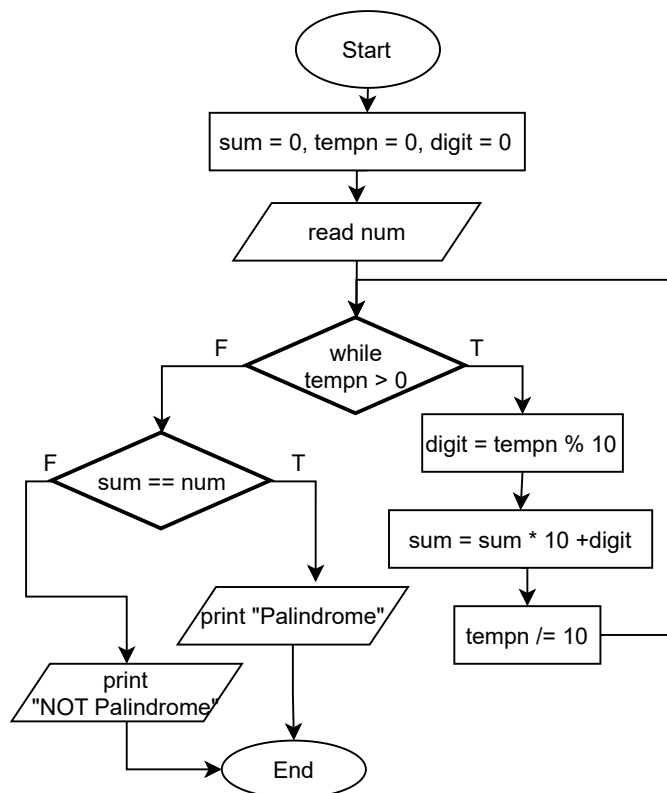 Start
sum = 0, tempn = 0, digit = 0
read num
while
tempn > 0
F
T
digit = tempn % 10
sum == num
F
T
sum = sum * 10 +digit
print "Palindrome"
tempn /= 10
print
"NOT Palindrome"
End